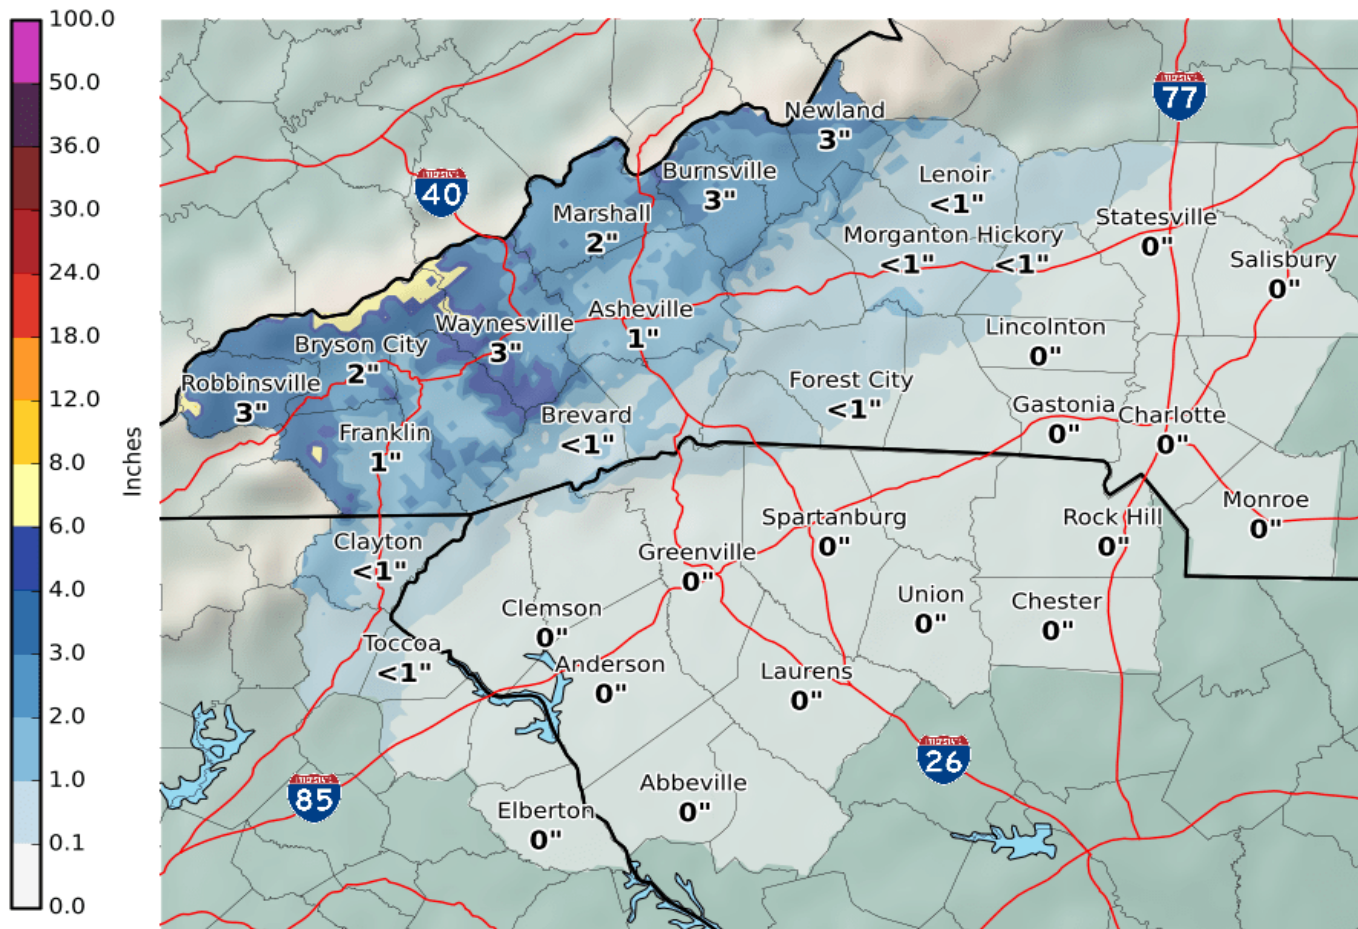 100.0
50.0
36.0
30.0
24.0
18.0
12.0
8.0
6.0
4.0
3.0
2.0
1.0
0.1
0.0
Inches
77
Newland
3"
40
Burnsville
3"
Lenoir
<1"
Marshall
2"
Statesville
0"
Morganton Hickory
<1" <1"
Salisbury
0"
Asheville
1"
Waynesville
3"
Lincolnton
0"
Bryson City
2"
Robbinsville
3"
Forest City
<1"
Brevard
<1"
Gastonia
0"
Charlotte
0"
Franklin
1"
Monroe
0"
Spartanburg
0"
Rock Hill
0"
Clayton
<1"
Greenville
0"
Union
0"
Chester
0"
Clemson
0"
Toccoa
<1"
Anderson
0"
Laurens
0"
26
85
Abbeville
0"
Elberton
0"